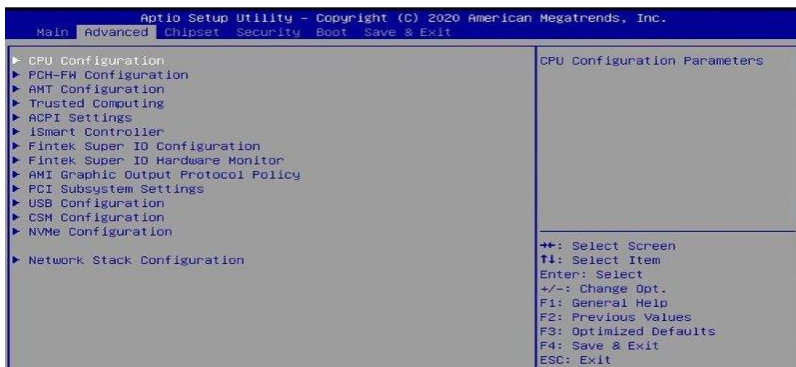 Aptio Setup Utility – Copyright (C) 2020 American Megatrends, Inc.
Main Advanced Chipset Security Boot Save & Exit
▶ CPU Configuration
▶ PCH-FW Configuration
▶ AMT Configuration
▶ Trusted Computing
▶ ACPI Settings
▶ iSmart Controller
▶ Fintek Super IO Configuration
▶ Fintek Super IO Hardware Monitor
▶ AMI Graphic Output Protocol Policy
▶ PCI Subsystem Settings
▶ USB Configuration
▶ CSM Configuration
▶ NVMe Configuration
▶ Network Stack Configuration
CPU Configuration Parameters
→←: Select Screen
↑↓: Select Item
Enter: Select
+/-: Change Opt.
F1: General Help
F2: Previous Values
F3: Optimized Defaults
F4: Save & Exit
ESC: Exit